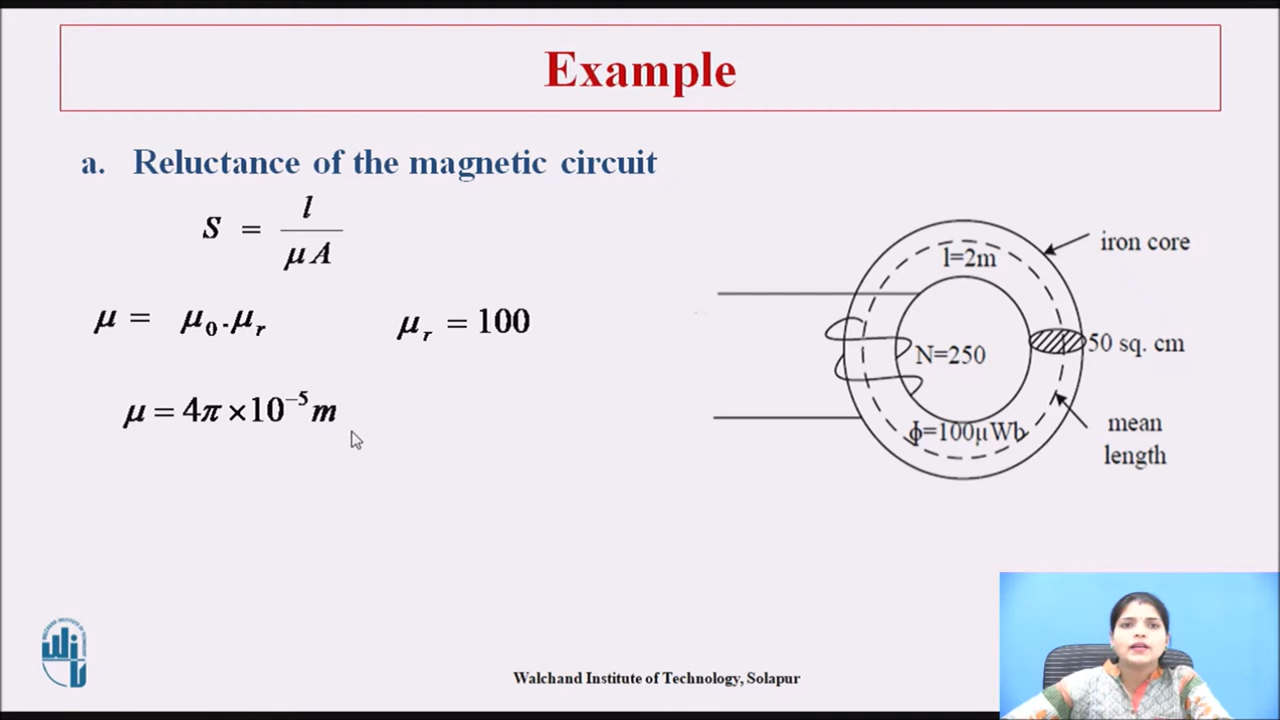 Example
a. Reluctance of the magnetic circuit
S = l / μ A
μ = μ₀.μᵣ
μᵣ = 100
μ = 4π × 10⁻⁵ m
iron core
l=2m
50 sq. cm
N=250
ϕ=100μWb
mean
length
Walchand Institute of Technology, Solapur